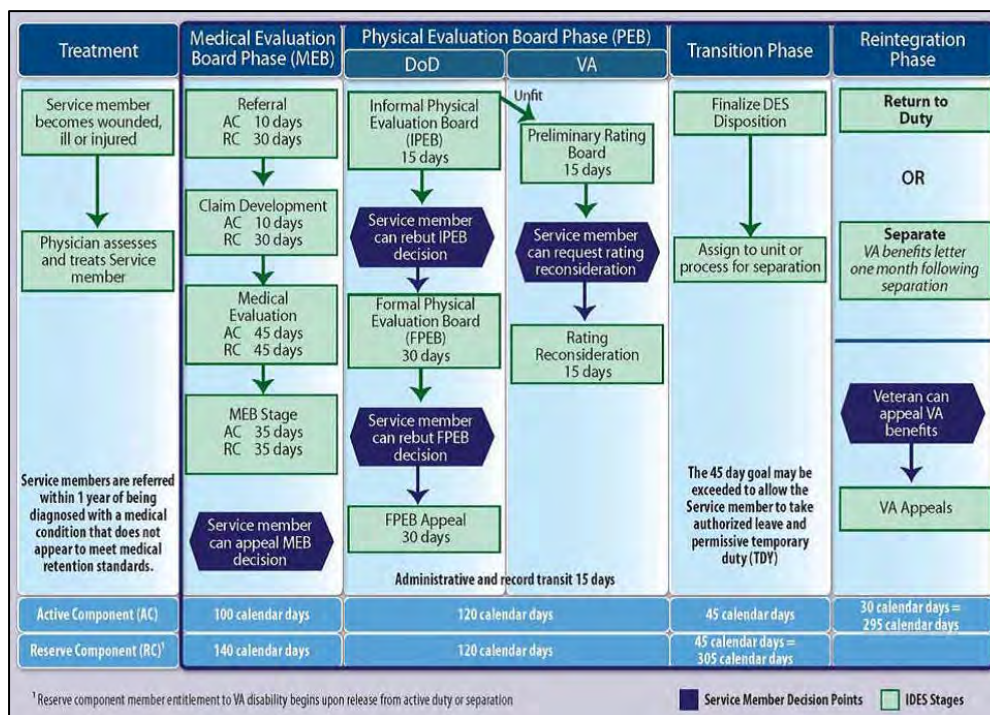 Treatment
Service member
becomes wounded,
ill or injured
Physician assesses
and treats Service
member
Service members are referred
within 1 year of being
diagnosed with a medical
condition that does not
appear to meet medical
retention standards.
Medical Evaluation
Board Phase (MEB)
Referral
AC 10 days
RC 30 days
Claim Development
AC 10 days
RC 30 days
Medical
Evaluation
AC 45 days
RC 45 days
MEB Stage
AC 35 days
RC 35 days
Service member
can appeal MEB
decision
Physical Evaluation Board Phase (PEB)
DoD
Informal Physical
Evaluation Board
(IPEB)
15 days
Service member
can rebut IPEB
decision
Formal Physical
Evaluation Board
(FPEB)
30 days
Service member
can rebut FPEB
decision
FPEB Appeal
30 days
VA
Unfit
Preliminary Rating
Board
15 days
Service member
can request rating
reconsideration
Rating
Reconsideration
15 days
Administrative and record transit 15 days
Transition Phase
Finalize DES
Disposition
Assign to unit or
process for separation
The 45 day goal may be
exceeded to allow the
Service member to take
authorized leave and
permissive temporary
duty (TDY)
Reintegration
Phase
Return to
Duty
OR
Separate
VA benefits letter
one month following
separation
Veteran can
appeal VA
benefits
VA Appeals
Active Component (AC)
100 calendar days
120 calendar days
45 calendar days
30 calendar days =
295 calendar days
Reserve Component (RC)¹
140 calendar days
120 calendar days
45 calendar days =
305 calendar days
¹ Reserve component member entitlement to VA disability begins upon release from active duty or separation
Service Member Decision Points
IDES Stages